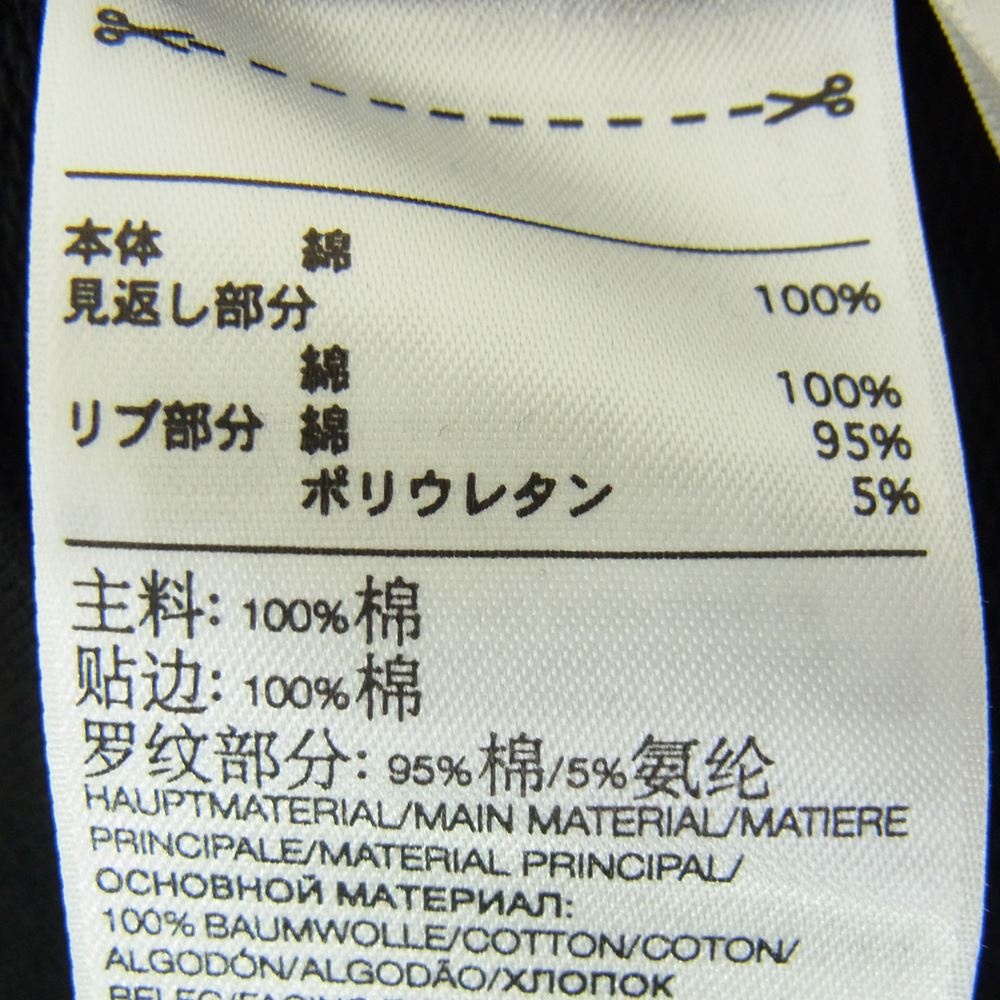 本体 綿 100%
見返し部分
綿 100%
リブ部分 綿 95%
ポリウレタン 5%
主料: 100%棉
贴边: 100%棉
罗纹部分: 95%棉/5%氨纶
HAUPTMATERIAL/MAIN MATERIAL/MATIERE
PRINCIPALE/MATERIAL PRINCIPAL/
ОСНОВНОЙ МАТЕРИАЛ:
100% BAUMWOLLE/COTTON/COTON/
ALGODÓN/ALGODÃO/ХЛОПОК